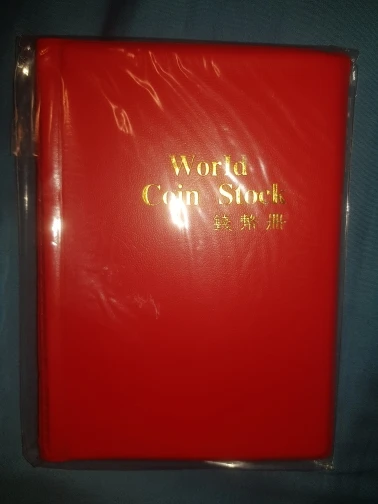 World
Coin Stock
錢幣冊